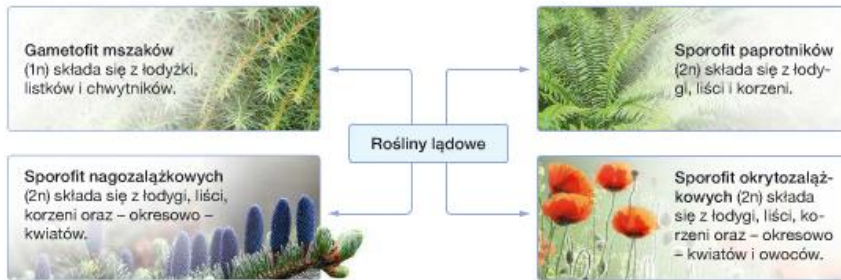 Gametofit mszaków
(1n) składa się z łodyżki,
listków i chwytników.
Sporofit paprotników
(2n) składa się z łody-
gi, liści i korzeni.
Rośliny lądowe
Sporofit nagozalążkowych
(2n) składa się z łodygi, liści,
korzeni oraz – okresowo –
kwiatów.
Sporofit okrytozaląż-
kowych (2n) składa
się z łodygi, liści, ko-
rzeni oraz – okresowo
– kwiatów i owoców.